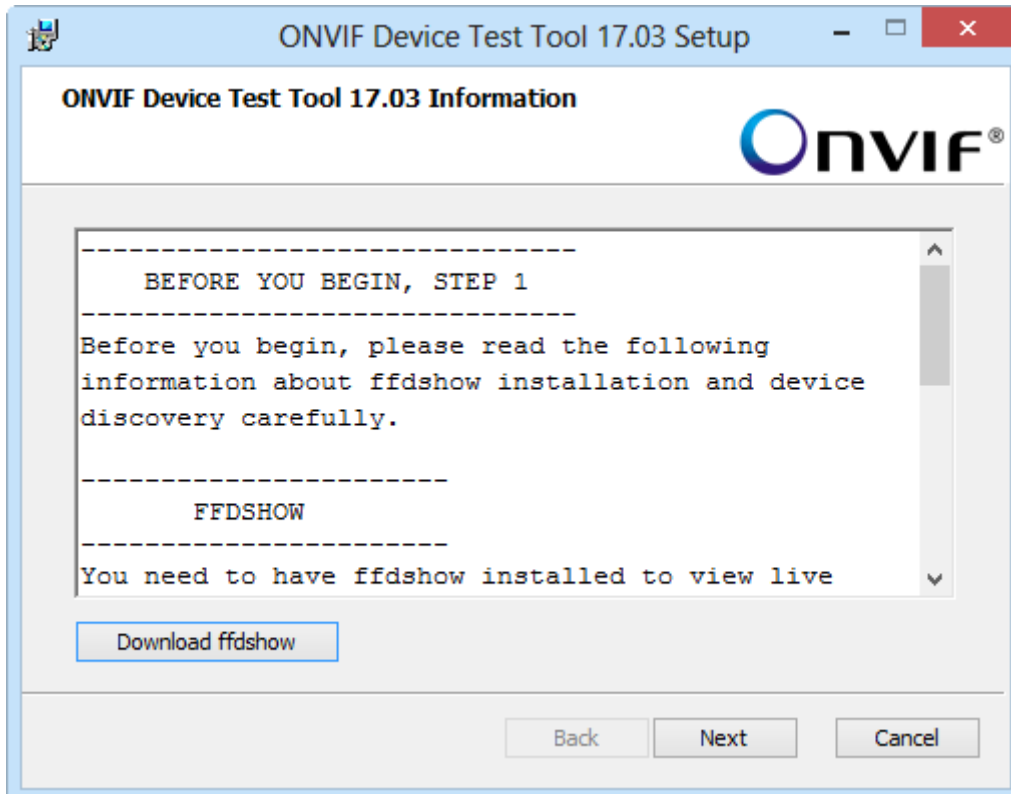 ONVIF Device Test Tool 17.03 Setup
ONVIF Device Test Tool 17.03 Information
ONVIF®
-------------------------------
BEFORE YOU BEGIN, STEP 1
-------------------------------
Before you begin, please read the following
information about ffdshow installation and device
discovery carefully.
-----------------------
FFDSHOW
-----------------------
You need to have ffdshow installed to view live
Download ffdshow
Back Next Cancel